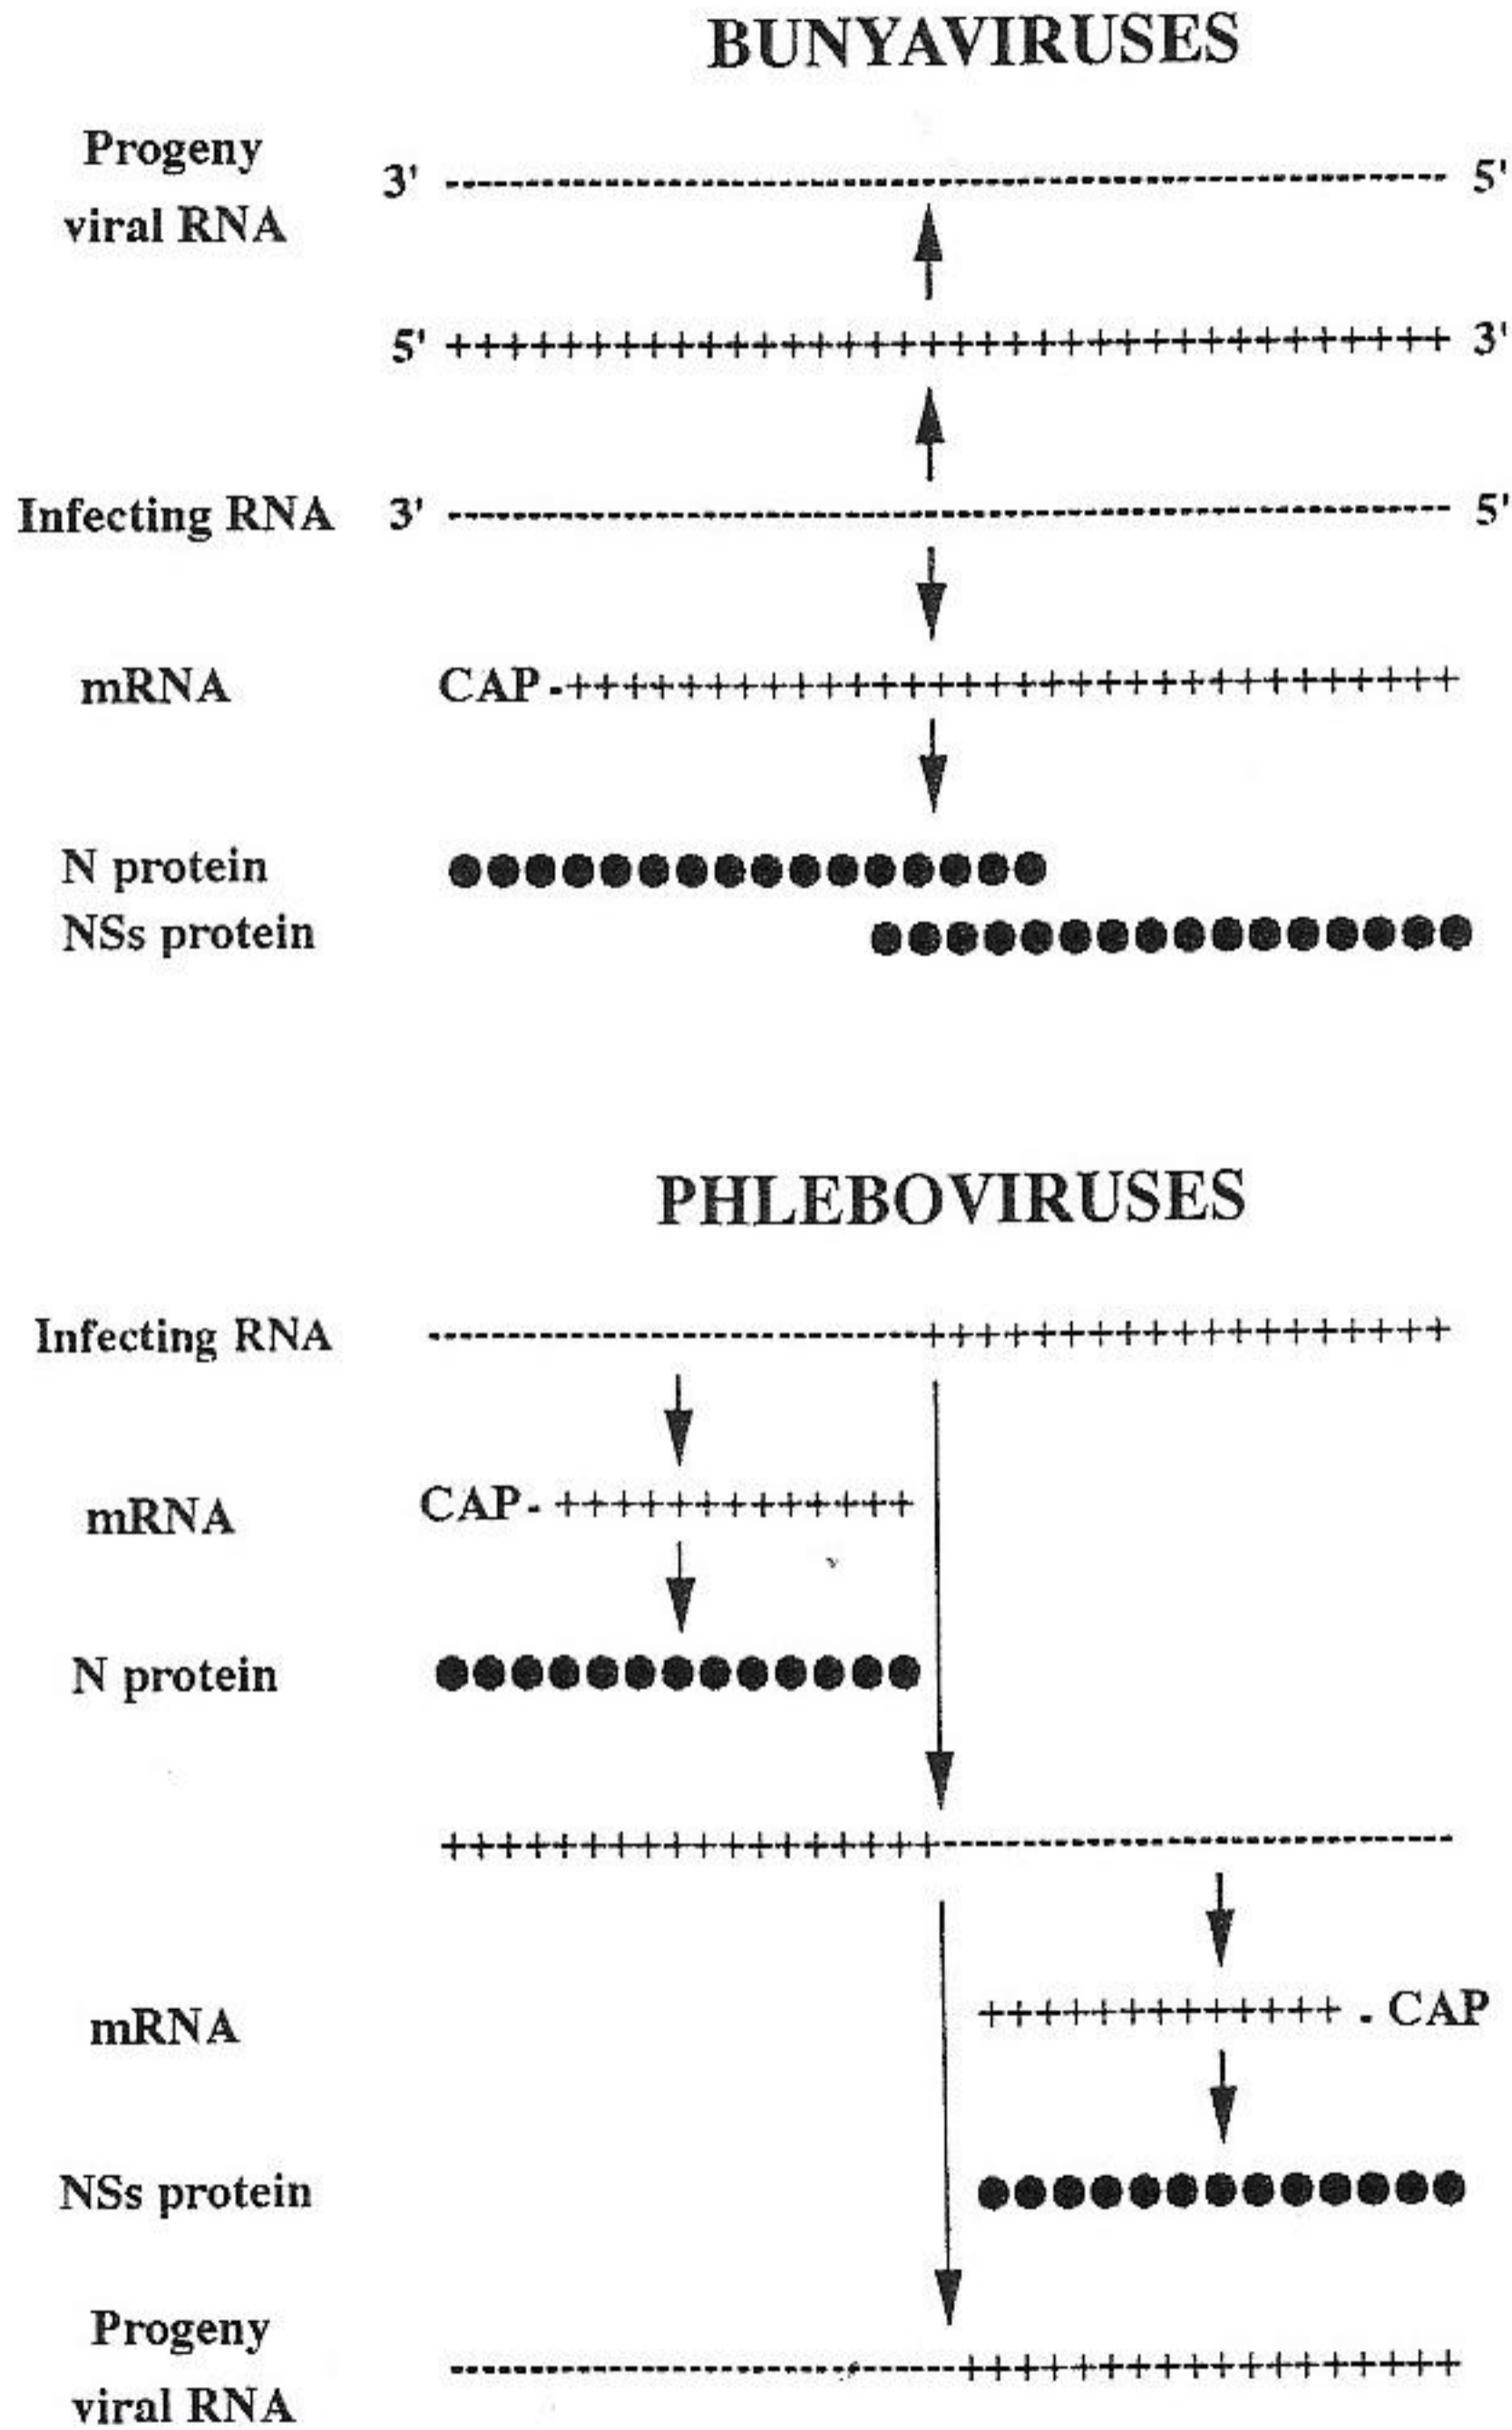 BUNYAVIRUSES
Progeny
viral RNA
3' 5'
5' +++++++++++++++++++++++++++++++++++++ 3'
Infecting RNA 3' 5'
mRNA CAP-+++++++++++++++++++++++++++++++++
N protein
NSs protein
PHLEBOVIRUSES
Infecting RNA +++++++++++++++++++
mRNA CAP- +++++++++++++
N protein
++++++++++++++++++
mRNA +++++++++++++ . CAP
NSs protein
Progeny
viral RNA ++++++++++++++++++